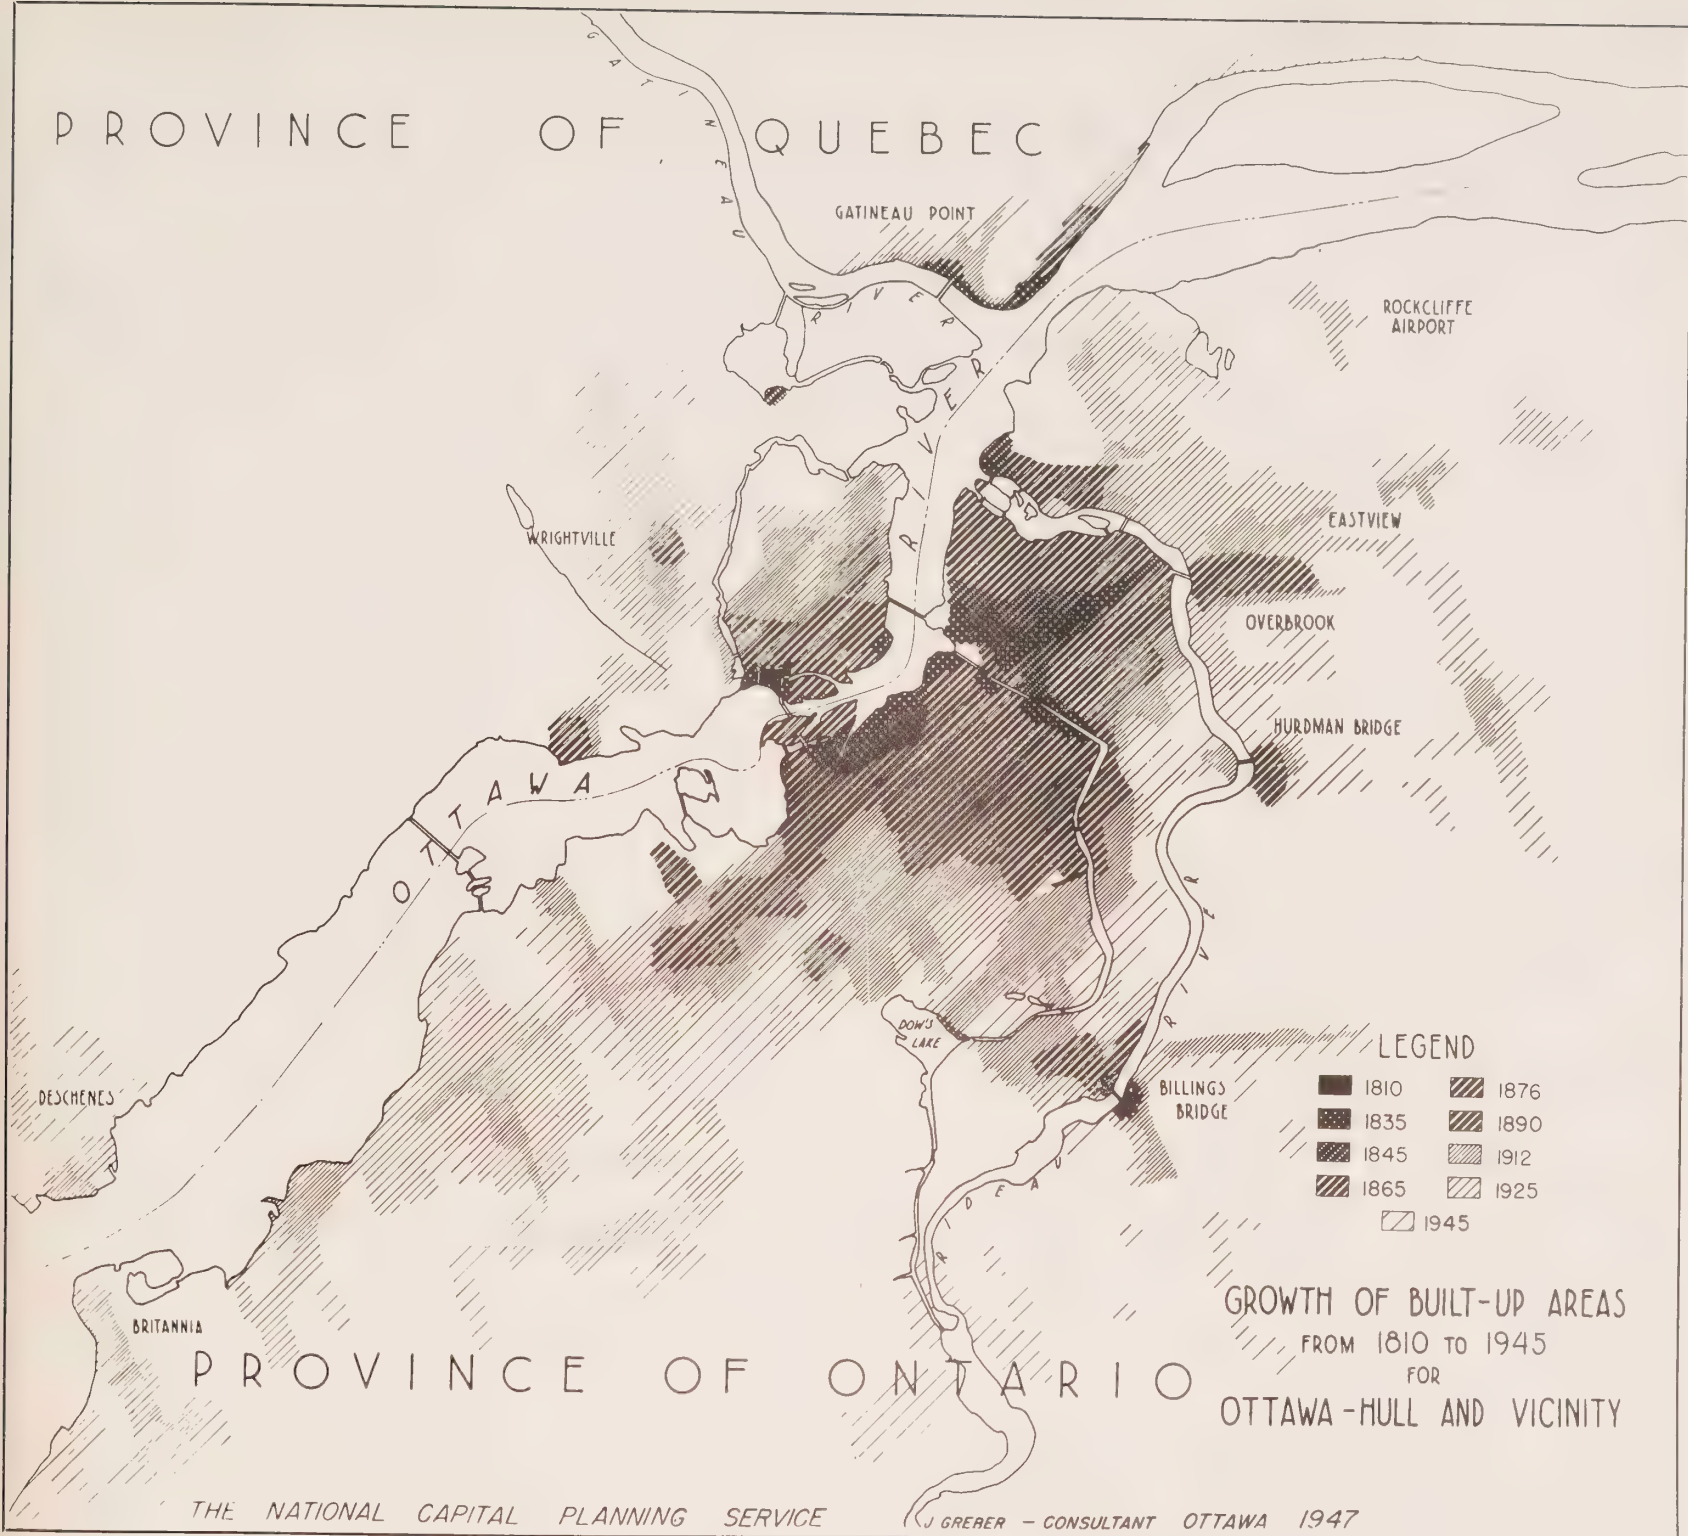 GATINEAU
PROVINCE OF QUEBEC
GATINEAU POINT
RIVER
ROCKCLIFFE
AIRPORT
RIVER
EASTVIEW
WRIGHTVILLE
OVERBROOK
HURDMAN BRIDGE
OTTAWA
RIVER
DOW'S
LAKE
DESCHENES
BILLINGS
BRIDGE
RIDEAU
LEGEND
1810 1876
1835 1890
1845 1912
1865 1925
1945
GROWTH OF BUILT-UP AREAS
FROM 1810 TO 1945
FOR
OTTAWA-HULL AND VICINITY
BRITANNIA
PROVINCE OF ONTARIO
THE NATIONAL CAPITAL PLANNING SERVICE
J GREBER - CONSULTANT OTTAWA 1947